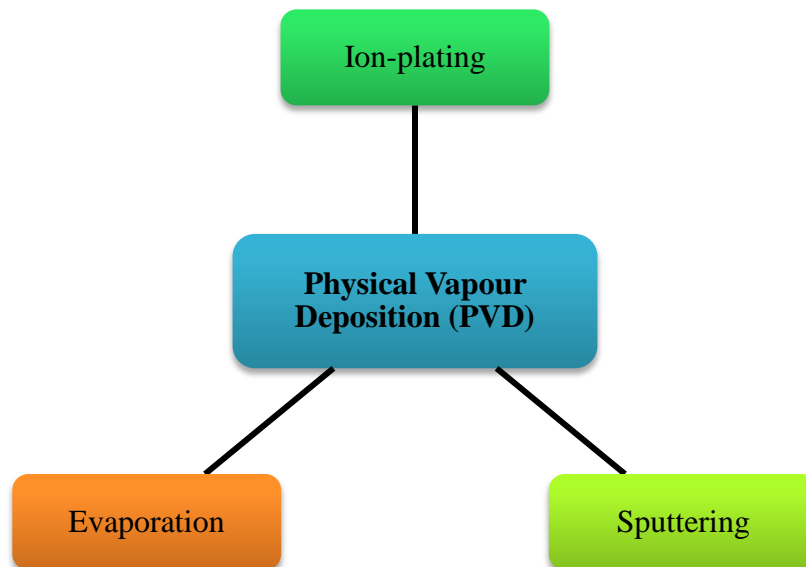 Ion-plating
Physical Vapour
Deposition (PVD)
Evaporation
Sputtering